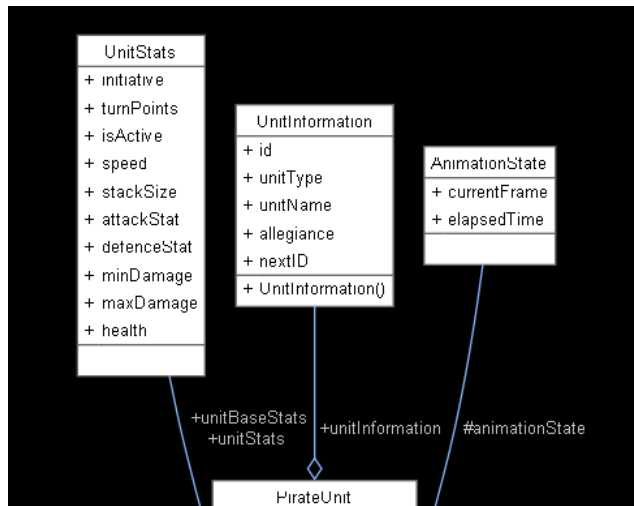 UnitStats
+ initiative
+ turnPoints
+ isActive
+ speed
+ stackSize
+ attackStat
+ defenceStat
+ minDamage
+ maxDamage
+ health
UnitInformation
+ id
+ unitType
+ unitName
+ allegiance
+ nextID
+ UnitInformation()
AnimationState
+ currentFrame
+ elapsedTime
+unitBaseStats
+unitStats
+unitInformation
#animationState
PirateUnit